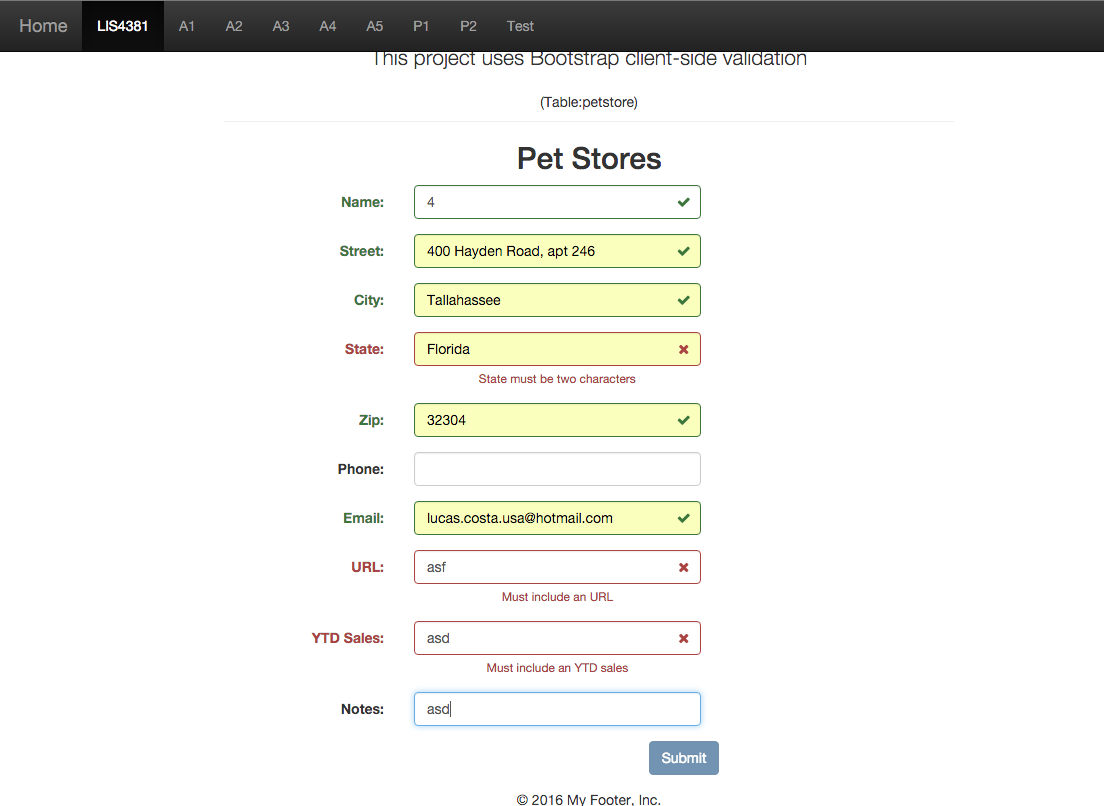 Home LIS4381 A1 A2 A3 A4 A5 P1 P2 Test
This project uses Bootstrap client-side validation
(Table:petstore)
Pet Stores
Name: 4
Street: 400 Hayden Road, apt 246
City: Tallahassee
State: Florida
State must be two characters
Zip: 32304
Phone:
Email: lucas.costa.usa@hotmail.com
URL: asf
Must include an URL
YTD Sales: asd
Must include an YTD sales
Notes: asd
Submit
© 2016 My Footer, Inc.